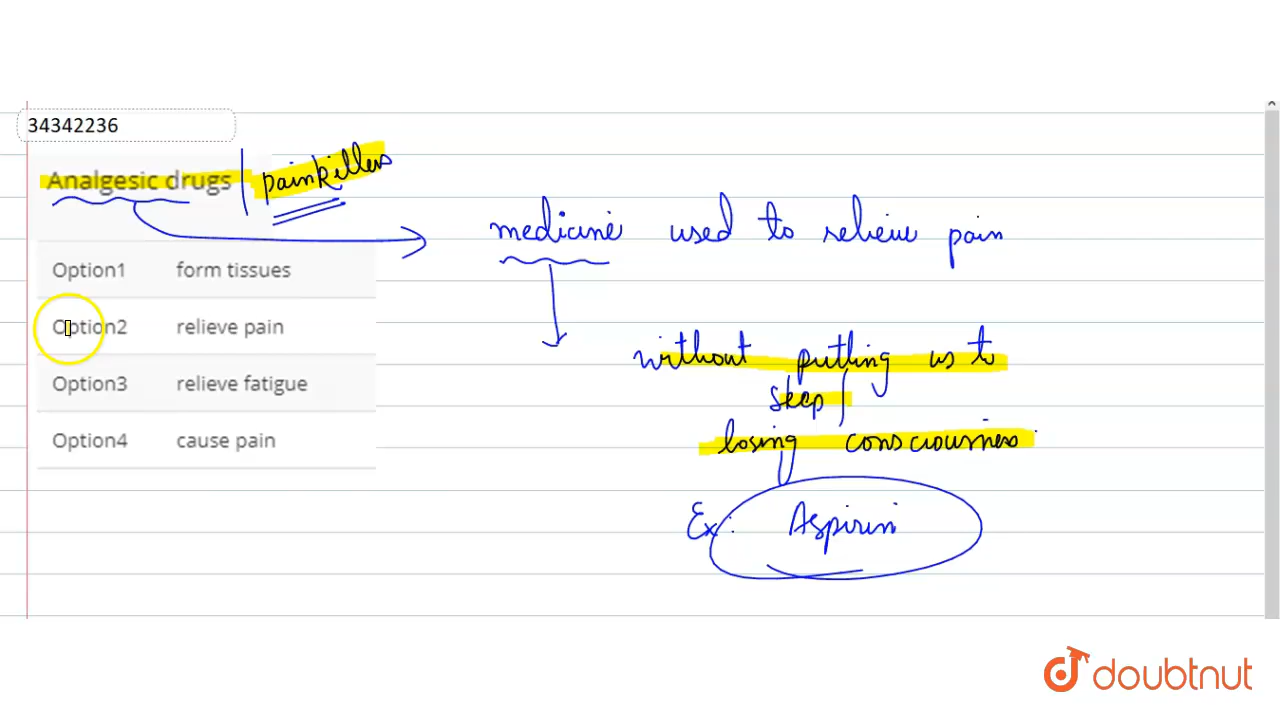 34342236
Analgesic drugs | painkillers
medicine used to relieve pain
Option1 form tissues
Option2 relieve pain
without putting us to
Option3 relieve fatigue
sleep /
Option4 cause pain
losing consciousness
Ex: Aspirin
doubtnut